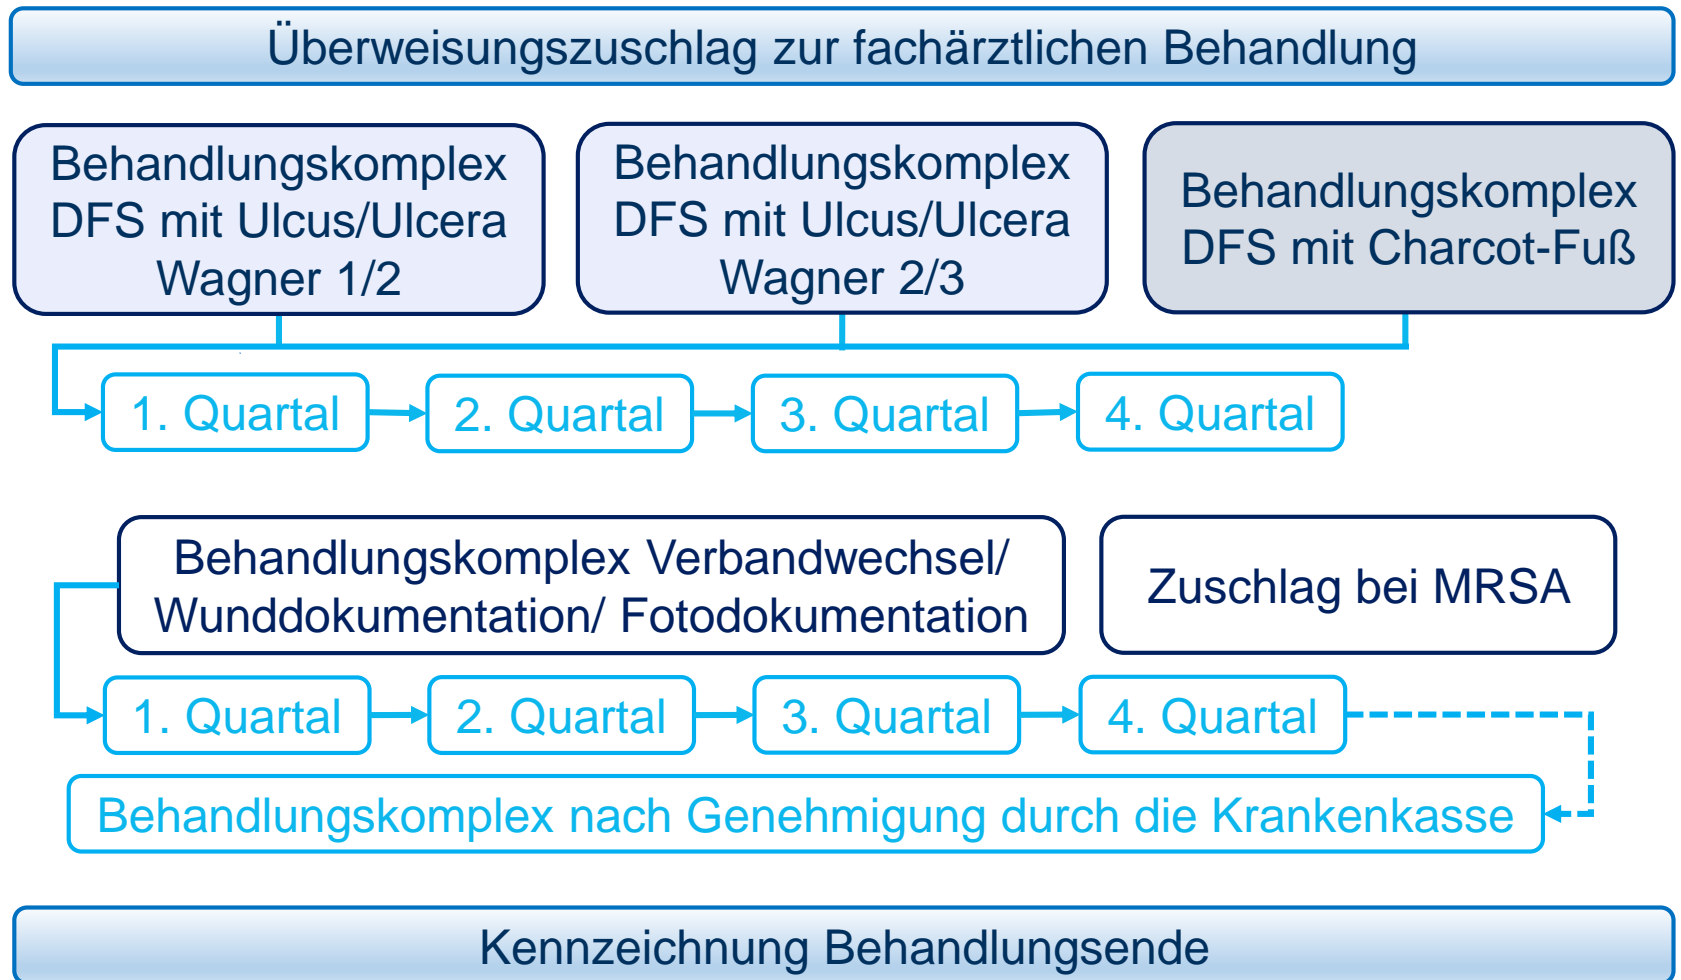 Überweisungszuschlag zur fachärztlichen Behandlung
Behandlungskomplex
DFS mit Ulcus/Ulcera
Wagner 1/2
Behandlungskomplex
DFS mit Ulcus/Ulcera
Wagner 2/3
Behandlungskomplex
DFS mit Charcot-Fuß
1. Quartal
2. Quartal
3. Quartal
4. Quartal
Behandlungskomplex Verbandwechsel/
Wunddokumentation/ Fotodokumentation
Zuschlag bei MRSA
1. Quartal
2. Quartal
3. Quartal
4. Quartal
Behandlungskomplex nach Genehmigung durch die Krankenkasse
Kennzeichnung Behandlungsende